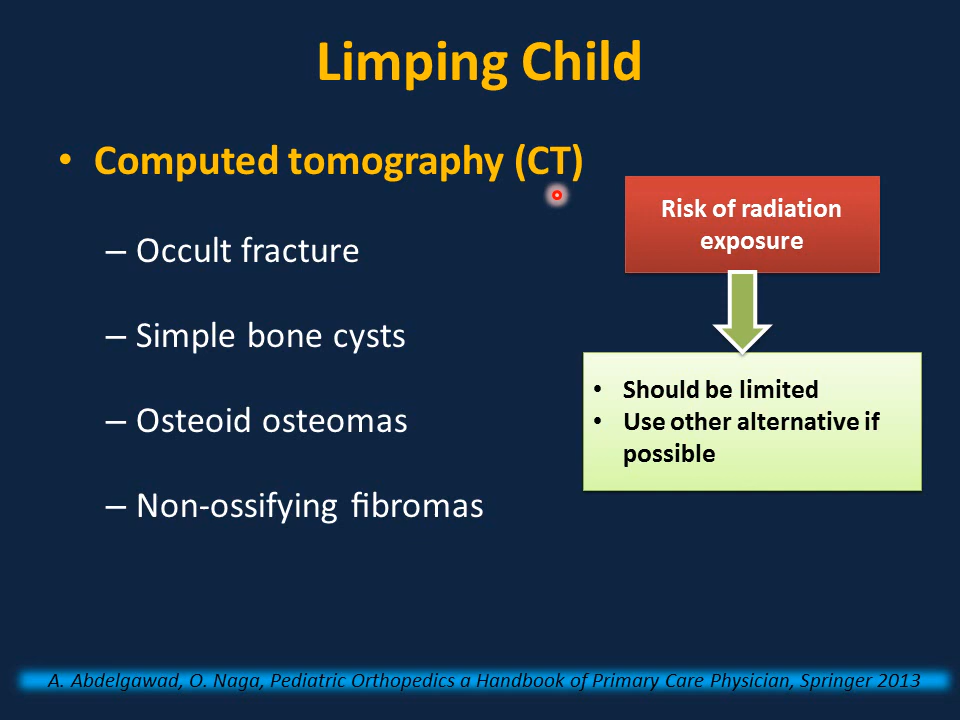 Limping Child
• Computed tomography (CT)
– Occult fracture
– Simple bone cysts
– Osteoid osteomas
– Non-ossifying fibromas
Risk of radiation
exposure
• Should be limited
• Use other alternative if
possible
A. Abdelgawad, O. Naga, Pediatric Orthopedics a Handbook of Primary Care Physician, Springer 2013